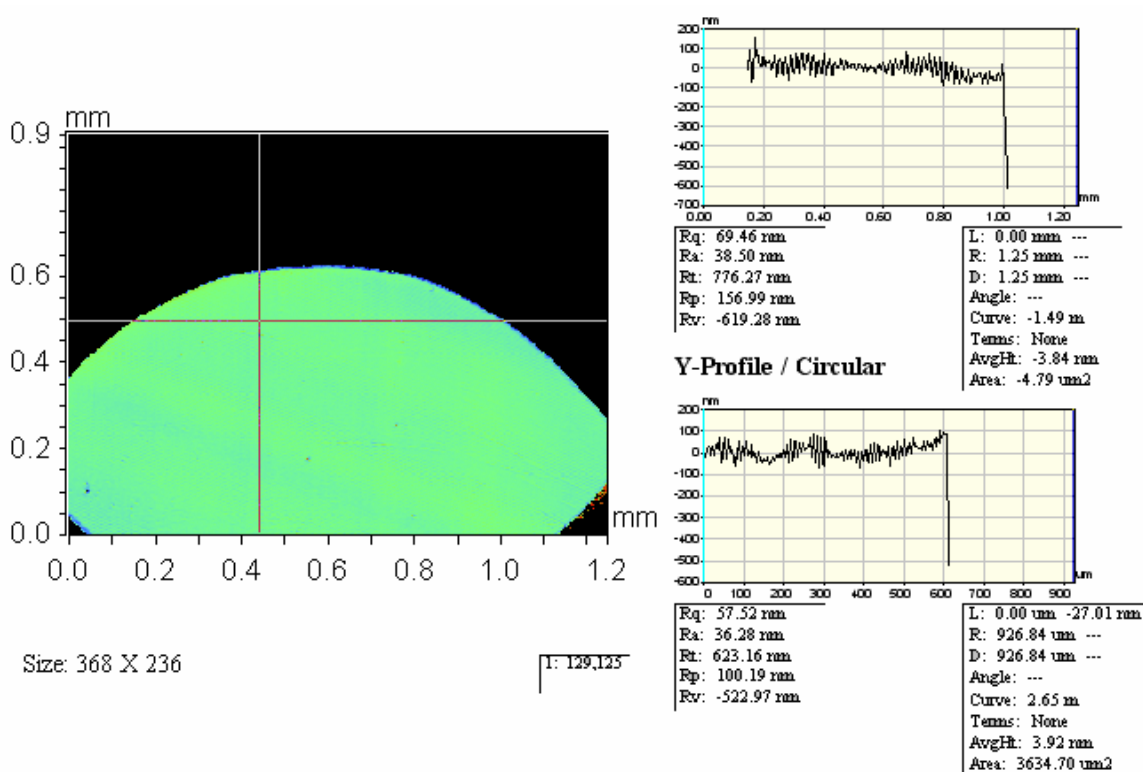 mm
0.9
0.6
0.4
0.2
0.0
mm
0.0 0.2 0.4 0.6 0.8 1.0 1.2
Size: 368 X 236
1: 129,125
nm
200
100
0
-100
-200
-300
-400
-500
-600
-700
mm
0.00 0.20 0.40 0.60 0.80 1.00 1.20
Rq: 69.46 nm
Ra: 38.50 nm
Rt: 776.27 nm
Rp: 156.99 nm
Rv: -619.28 nm
L: 0.00 mm ---
R: 1.25 mm ---
D: 1.25 mm ---
Angle: ---
Curve: -1.49 m
Terms: None
AvgHt: -3.84 nm
Area: -4.79 um2
Y-Profile / Circular
nm
200
100
0
-100
-200
-300
-400
-500
-600
um
0 100 200 300 400 500 600 700 800 900
Rq: 57.52 nm
Ra: 36.28 nm
Rt: 623.16 nm
Rp: 100.19 nm
Rv: -522.97 nm
L: 0.00 um -27.01 nm
R: 926.84 um ---
D: 926.84 um ---
Angle: ---
Curve: 2.65 m
Terms: None
AvgHt: 3.92 nm
Area: 3634.70 um2